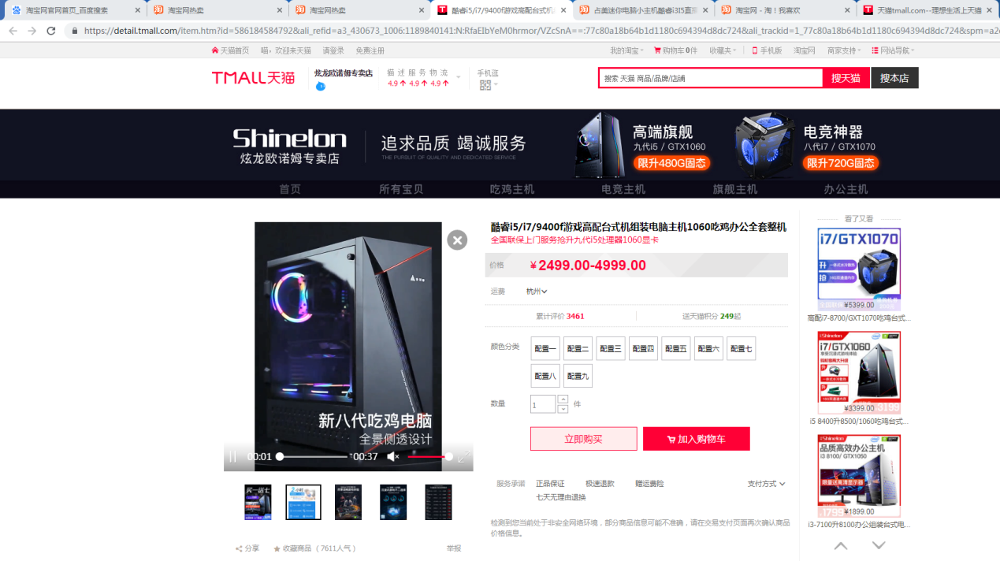 淘宝网官网首页_百度搜索
淘宝网热卖
淘宝网热卖
酷睿i5/i7/9400f游戏高配台式机
占美迷你电脑小主机酷睿i3I5直播
淘宝网 - 淘！我喜欢
天猫tmall.com--理想生活上天猫
https://detail.tmall.com/item.htm?id=586184584792&ali_refid=a3_430673_1006:1189840141:N:RfaEIbYeM0hrmor/VZcSnA==:77c80a18b64b1d1180c694394d8dc724&ali_trackid=1_77c80a18b64b1d1180c694394d8dc724&spm=a2e
天猫首页 喵，欢迎来天猫 请登录 免费注册
我的淘宝 购物车0件 收藏夹 手机版 淘宝网 商家支持 网站导航
TMALL天猫
炫龙欧诺姆专卖店
猫 述 服 务 物 流
4.9 4.9 4.9
手机逛
搜索 天猫 商品/品牌/店铺
搜天猫
搜本店
Shinelon
炫龙欧诺姆专卖店
追求品质 竭诚服务
THE PURSUIT OF QUALITY AND DEDICATED SERVICE
高端旗舰
九代i5 / GTX1060
限升480G固态
电竞神器
八代i7 / GTX1070
限升720G固态
首页 所有宝贝 吃鸡主机 电竞主机 旗舰主机 办公主机
酷睿i5/i7/9400f游戏高配台式机组装电脑主机1060吃鸡办公全套整机
全国联保上门服务抢升九代i5处理器1060显卡
价格 ¥2499.00-4999.00
运费 杭州
累计评价 3461 送天猫积分 249起
颜色分类 配置一 配置二 配置三 配置四 配置五 配置六 配置七
配置八 配置九
数量 1 件
立即购买 加入购物车
服务承诺 正品保证 极速退款 赠运费险 支付方式
七天无理由退换
检测到您当前处于非安全网络环境，部分商品信息可能不准确，请在交易支付页面再次确认商品
价格信息。
新八代吃鸡电脑
全景侧透设计
00:01 00:37
买一送七
2小时
分享 收藏商品（7611人气） 举报
看了又看
i7/GTX1070
¥5399.00
高配i7-8700/GXT1070吃鸡台式...
Shinelon
i7/GTX1060
¥3399.00
i5 8400升8500/1060吃鸡台式...
Shinelon
品质高效办公主机
i3 8100/ GTX1050
限量送高清显示器
¥1899.00
i3-7100升8100办公组装台式电...